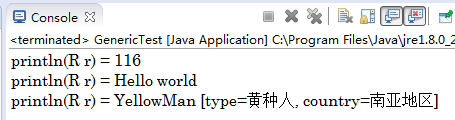 Console
<terminated> GenericTest [Java Application] C:\Program Files\Java\jre1.8.0_2
println(R r) = 116
println(R r) = Hello world
println(R r) = YellowMan [type=黄种人, country=南亚地区]